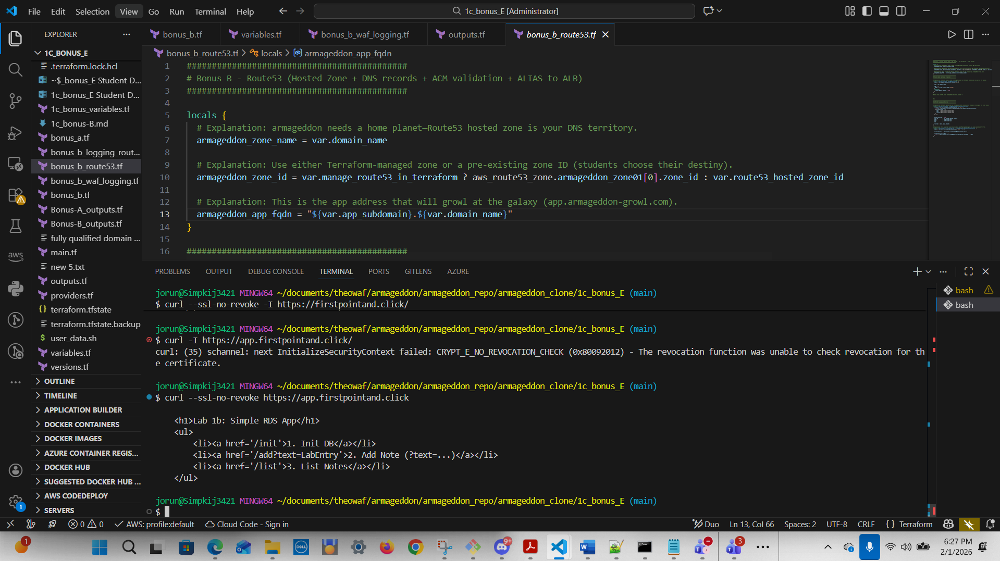 File Edit Selection View Go Run Terminal Help
1c_bonus_E [Administrator]
EXPLORER
bonus_b.tf
variables.tf
bonus_b_waf_logging.tf
outputs.tf
bonus_b_route53.tf
1C_BONUS_E
.terraform.lock.hcl
~$_bonus_E Student D...
1c_bonus_E Student D...
1c_bonus_variables.tf
1c_bonus-B.md
bonus_a.tf
bonus_b_logging_rout...
bonus_b_route53.tf
bonus_b_waf_logging.tf
bonus_b.tf
Bonus-A_outputs.tf
Bonus-B_outputs.tf
fully qualified domain ...
main.tf
new 5.txt
outputs.tf
providers.tf
terraform.tfstate
terraform.tfstate.backup
user_data.sh
variables.tf
versions.tf
OUTLINE
TIMELINE
APPLICATION BUILDER
DOCKER CONTAINERS
DOCKER IMAGES
AZURE CONTAINER REGIS...
DOCKER HUB
SUGGESTED DOCKER HUB ...
AWS CODEDEPLOY
SERVERS
aws
1
bonus_b_route53.tf > locals > armageddon_app_fqdn
1 ############################################
2 # Bonus B - Route53 (Hosted Zone + DNS records + ACM validation + ALIAS to ALB)
3 ############################################
4
5 locals {
6 # Explanation: armageddon needs a home planet—Route53 hosted zone is your DNS territory.
7 armageddon_zone_name = var.domain_name
8
9 # Explanation: Use either Terraform-managed zone or a pre-existing zone ID (students choose their destiny).
10 armageddon_zone_id = var.manage_route53_in_terraform ? aws_route53_zone.armageddon_zone01[0].zone_id : var.route53_hosted_zone_id
11
12 # Explanation: This is the app address that will growl at the galaxy (app.armageddon-growl.com).
13 armageddon_app_fqdn = "${var.app_subdomain}.${var.domain_name}"
14 }
15
16 ############################################
PROBLEMS OUTPUT DEBUG CONSOLE TERMINAL PORTS GITLENS AZURE
bash
bash
jorun@Simpkij3421 MINGW64 ~/documents/theowaf/armageddon/armageddon_repo/armageddon_clone/1c_bonus_E (main)
$ curl --ssl-no-revoke -I https://firstpointand.click/
jorun@Simpkij3421 MINGW64 ~/documents/theowaf/armageddon/armageddon_repo/armageddon_clone/1c_bonus_E (main)
$ curl -I https://app.firstpointand.click/
curl: (35) schannel: next InitializeSecurityContext failed: CRYPT_E_NO_REVOCATION_CHECK (0x80092012) - The revocation function was unable to check revocation for th
e certificate.
jorun@Simpkij3421 MINGW64 ~/documents/theowaf/armageddon/armageddon_repo/armageddon_clone/1c_bonus_E (main)
$ curl --ssl-no-revoke https://app.firstpointand.click
<h1>Lab 1b: Simple RDS App</h1>
<ul>
<li><a href='/init'>1. Init DB</a></li>
<li><a href='/add?text=LabEntry'>2. Add Note (?text=...)</a></li>
<li><a href='/list'>3. List Notes</a></li>
</ul>
jorun@Simpkij3421 MINGW64 ~/documents/theowaf/armageddon/armageddon_repo/armageddon_clone/1c_bonus_E (main)
$
0 0 AWS: profile:default Cloud Code - Sign in Duo Ln 13, Col 66 Spaces: 2 UTF-8 CRLF { } Terraform
1
DELL
9+
3
6:27 PM
2/1/2026